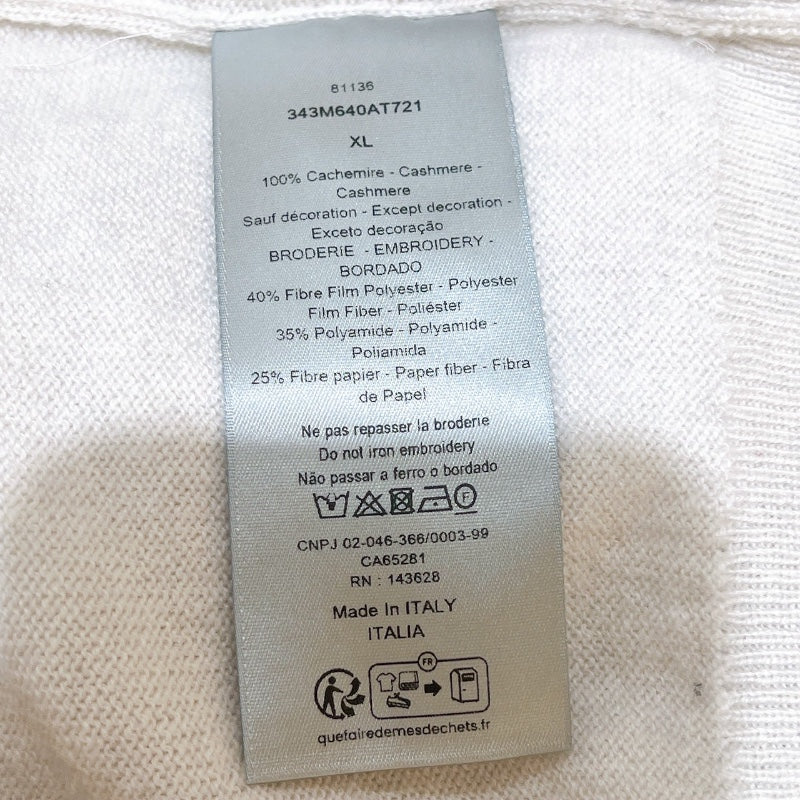 81136
343M640AT721
XL
100% Cachemire - Cashmere -
Cashmere
Sauf décoration - Except decoration -
Exceto decoração
BRODERIE - EMBROIDERY -
BORDADO
40% Fibre Film Polyester - Polyester
Film Fiber - Poliéster
35% Polyamide - Polyamide -
Poliamida
25% Fibre papier - Paper fiber - Fibra
de Papel
Ne pas repasser la broderie
Do not iron embroidery
Não passar a ferro o bordado
F
CNPJ 02-046-366/0003-99
CA65281
RN : 143628
Made In ITALY
ITALIA
FR
quefairedemesdechets.fr